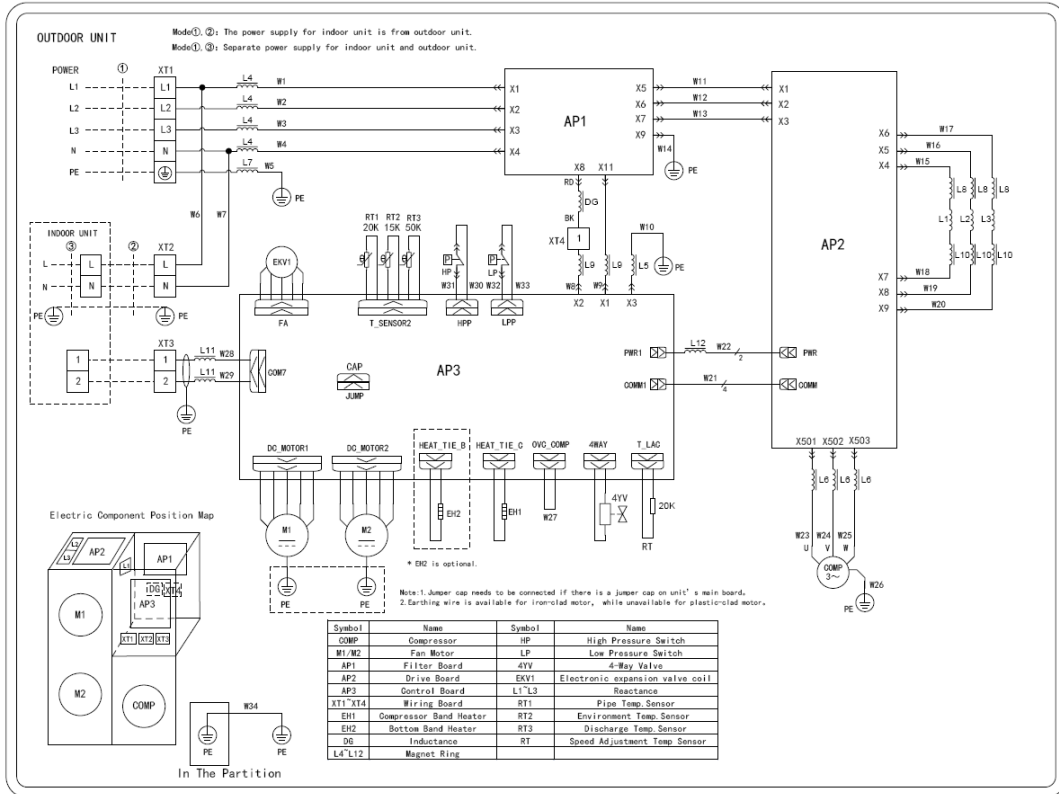 OUTDOOR UNIT
Mode①, ②: The power supply for indoor unit is from outdoor unit.
Mode①, ③: Separate power supply for indoor unit and outdoor unit.
POWER ① XT1
L1 L1 L4 W1 X1
L2 L2 L4 W2 X2
L3 L3 L4 W3 X3
N N L4 W4 X4
PE L7 W5 PE
AP1
X5 W11 X1
X6 W12 X2
X7 W13 X3
X9 W14 PE
X8 X11
RD
DG
BK
XT4 1
L9 L9
W8 W9
X2 X1 X3
W10
L5 PE
AP2
X6 W17
X5 W16
X4 W15
L8 L8 L8
L1 L2 L3
L10 L10 L10
X7 W18
X8 W19
X9 W20
W6 W7
INDOOR UNIT
③ ② XT2
L L L
N N N
PE PE
XT3
1 1 L11 W28
2 2 L11 W29
PE
COM7
EKV1
FA
RT1 RT2 RT3
20K 15K 50K
θ θ θ
T_SENSOR2
P HP
W31 W30
HPP
P LP
W32 W33
LPP
CAP
JUMP
AP3
PWR1 L12 W22 2 PWR
COMM1 W21 4 COMM
DC_MOTOR1 DC_MOTOR2 HEAT_TIE_B HEAT_TIE_C OVC_COMP 4WAY T_LAC
M1 M2 EH2 EH1 W27 4YV 20K
RT
PE PE
* EH2 is optional.
X501 X502 X503
L6 L6 L6
W23 W24 W25
U V W
COMP
3～
W26
PE
Note:1.Jumper cap needs to be connected if there is a jumper cap on unit's main board.
2.Earthing wire is available for iron-clad motor, while unavailable for plastic-clad motor.
Electric Component Position Map
L2
L3
AP2
L1
AP1
DG XT4
AP3
M1
XT1 XT2 XT3
M2
COMP
W34
PE PE
In The Partition
Symbol Name Symbol Name
COMP Compressor HP High Pressure Switch
M1/M2 Fan Motor LP Low Pressure Switch
AP1 Filter Board 4YV 4-Way Valve
AP2 Drive Board EKV1 Electronic expansion valve coil
AP3 Control Board L1~L3 Reactance
XT1~XT4 Wiring Board RT1 Pipe Temp.Sensor
EH1 Compressor Band Heater RT2 Environment Temp.Sensor
EH2 Bottom Band Heater RT3 Discharge Temp.Sensor
DG Inductance RT Speed Adjustment Temp Sensor
L4~L12 Magnet Ring